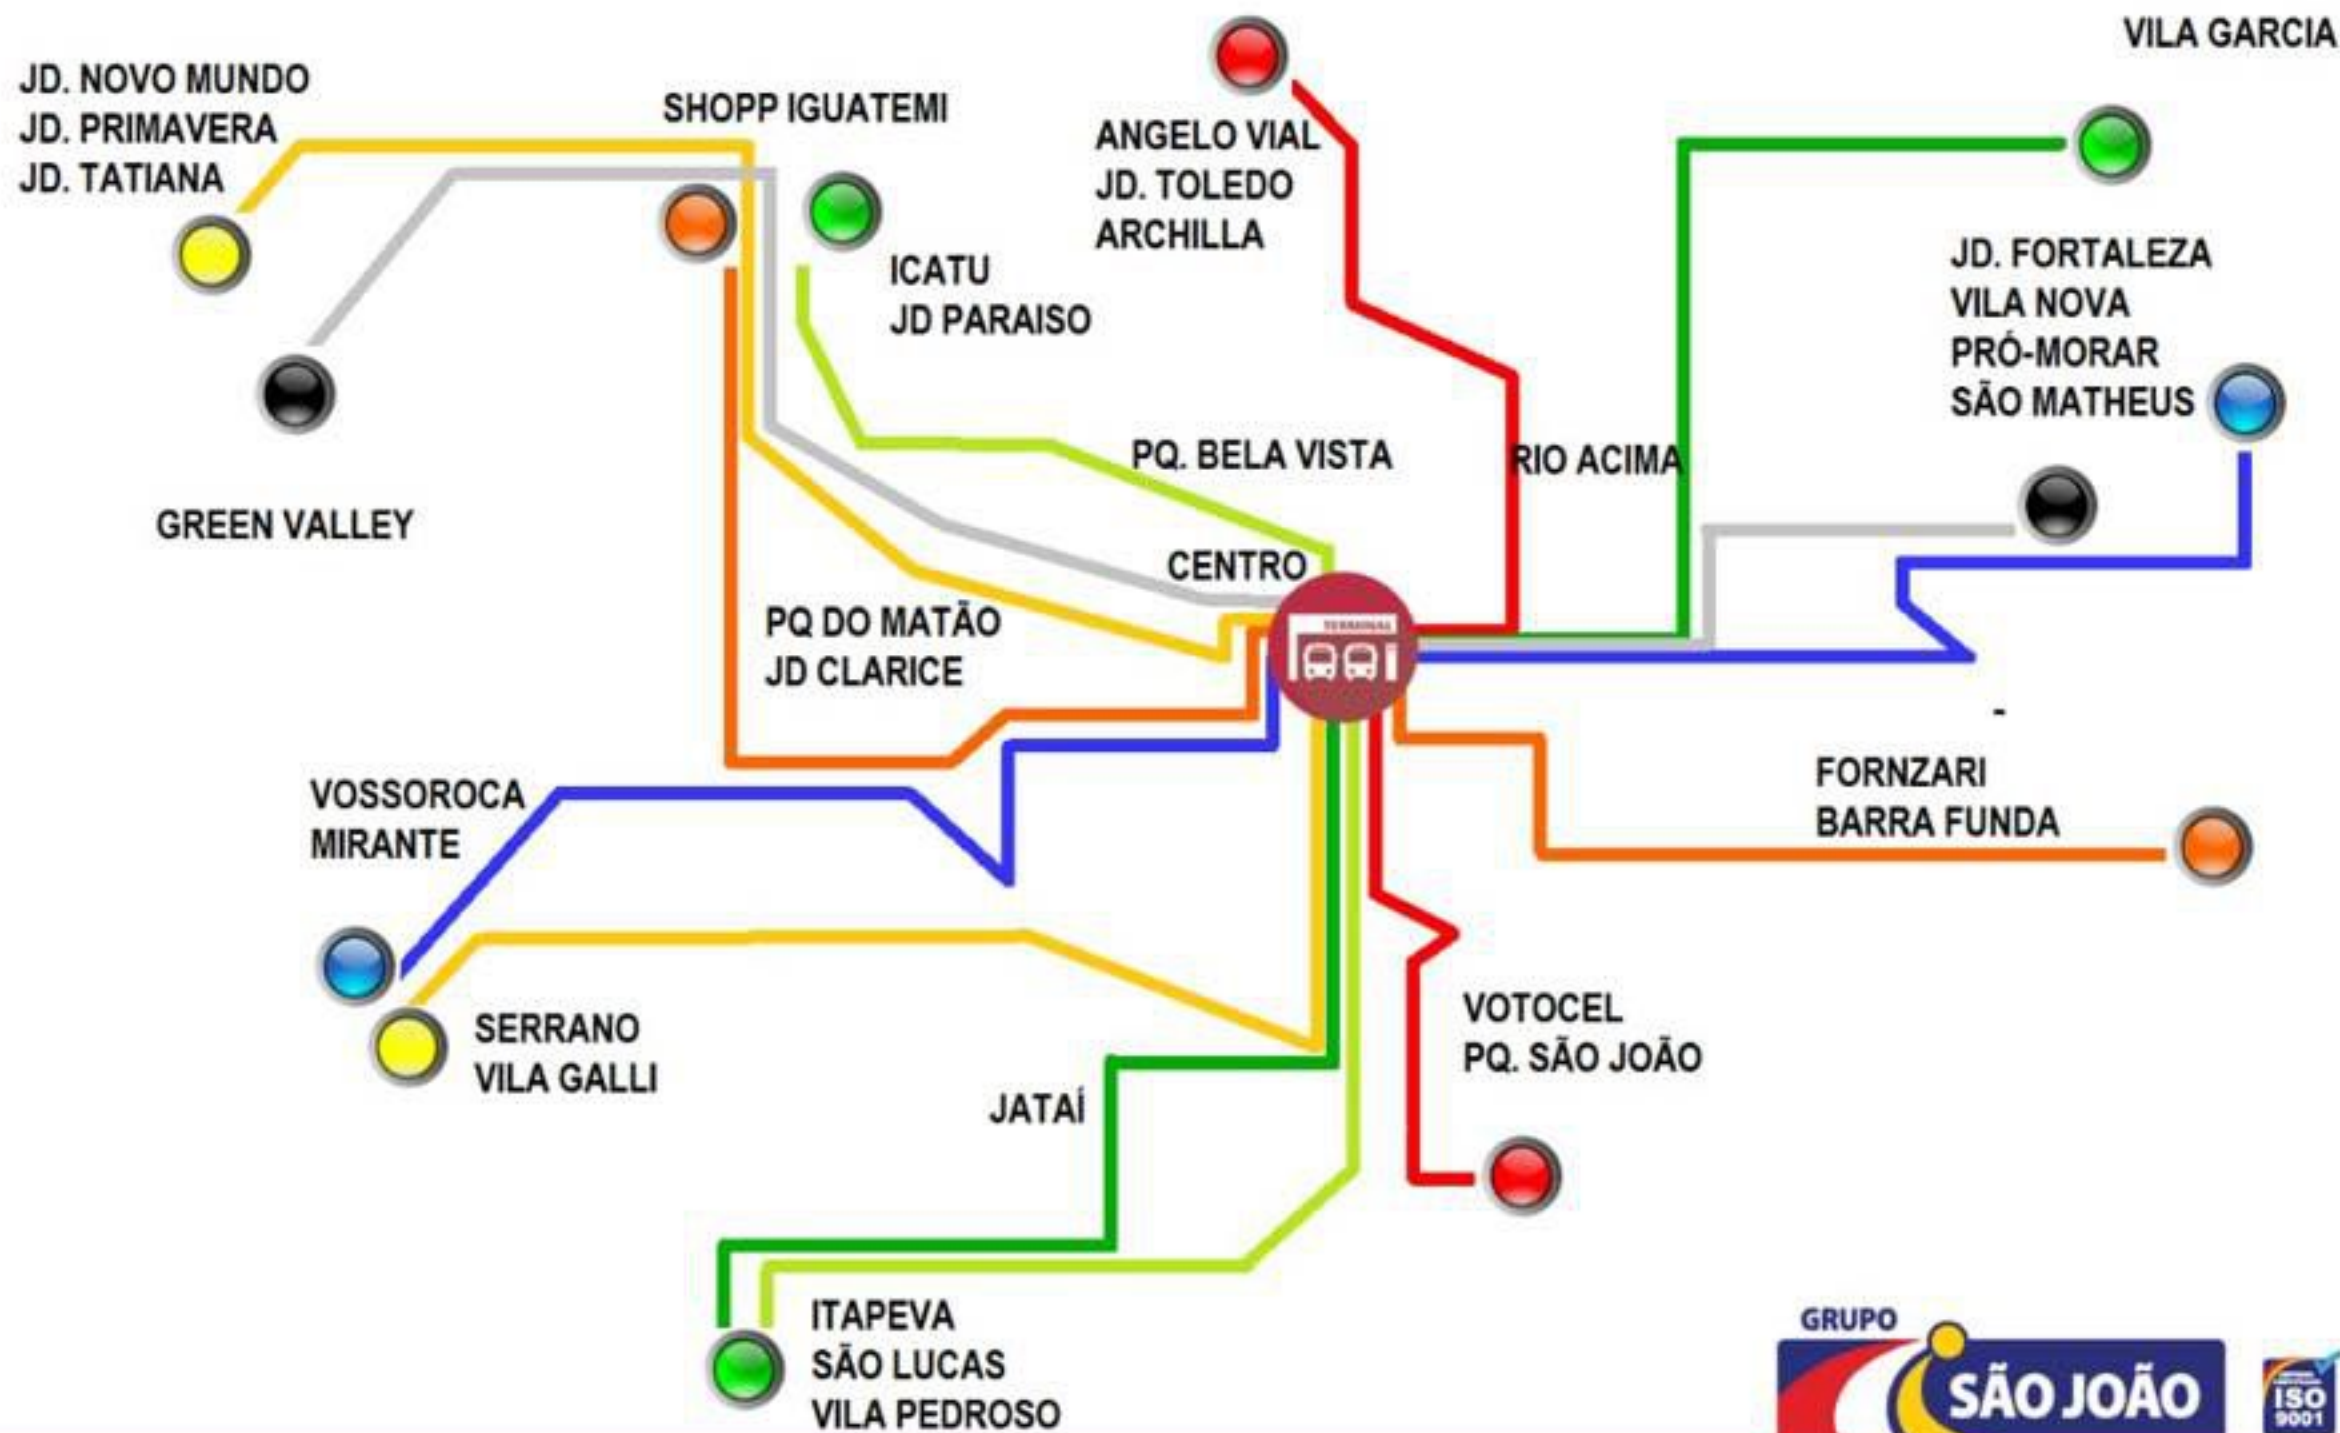 VILA GARCIA
JD. NOVO MUNDO
JD. PRIMAVERA
JD. TATIANA
SHOPP IGUATEMI
ANGELO VIAL
JD. TOLEDO
ARCHILLA
ICATU
JD PARAISO
JD. FORTALEZA
VILA NOVA
PRÓ-MORAR
SÃO MATHEUS
PQ. BELA VISTA
RIO ACIMA
GREEN VALLEY
CENTRO
TERMINAL
PQ DO MATÃO
JD CLARICE
-
VOSSOROCA
MIRANTE
FORNZARI
BARRA FUNDA
SERRANO
VILA GALLI
VOTOCEL
PQ. SÃO JOÃO
JATAÍ
ITAPEVA
SÃO LUCAS
VILA PEDROSO
GRUPO
SÃO JOÃO
ISO
9001